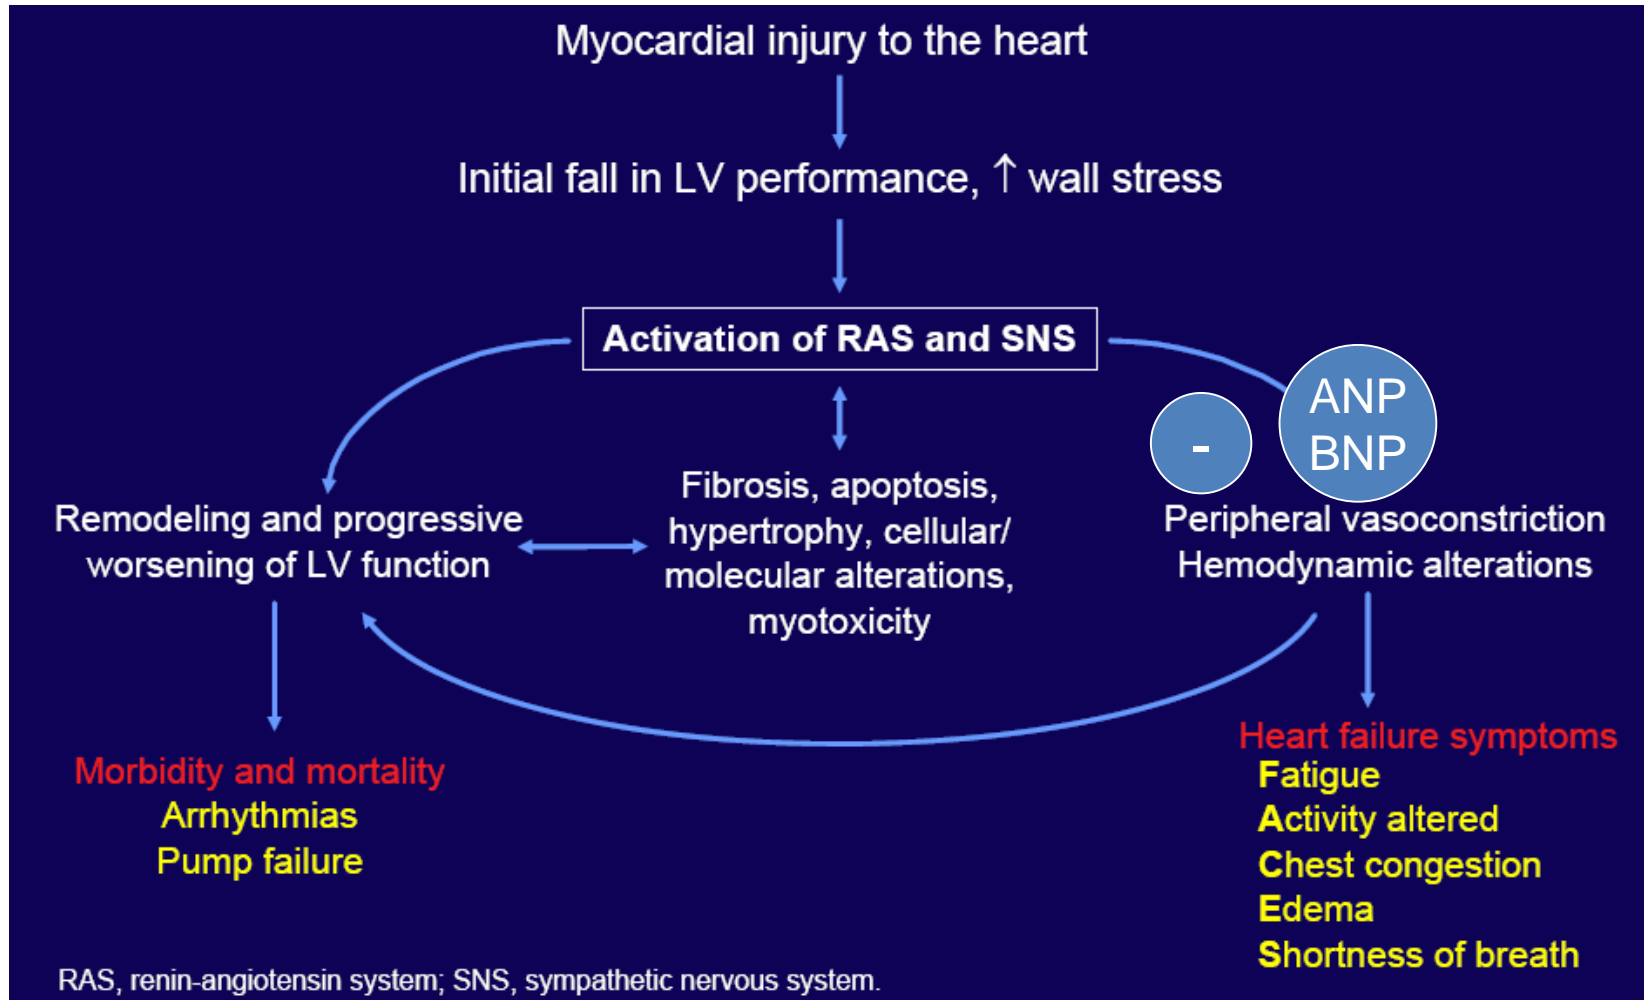 Myocardial injury to the heart
Initial fall in LV performance, ↑ wall stress
Activation of RAS and SNS
ANP
BNP
-
Fibrosis, apoptosis,
hypertrophy, cellular/
molecular alterations,
myotoxicity
Remodeling and progressive
worsening of LV function
Peripheral vasoconstriction
Hemodynamic alterations
Morbidity and mortality
Arrhythmias
Pump failure
Heart failure symptoms
Fatigue
Activity altered
Chest congestion
Edema
Shortness of breath
RAS, renin-angiotensin system; SNS, sympathetic nervous system.